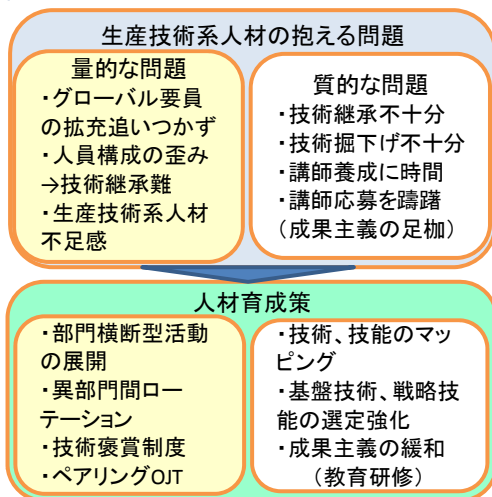 生産技術系人材の抱える問題
量的な問題
・グローバル要員
の拡充追いつかず
・人員構成の歪み
→技術継承難
・生産技術系人材
不足感
質的な問題
・技術継承不十分
・技術掘下げ不十分
・講師養成に時間
・講師応募を躊躇
（成果主義の足枷）
人材育成策
・部門横断型活動
の展開
・異部門間ロー
テーション
・技術褒賞制度
・ペアリングOJT
・技術、技能のマッ
ピング
・基盤技術、戦略技
能の選定強化
・成果主義の緩和
（教育研修）